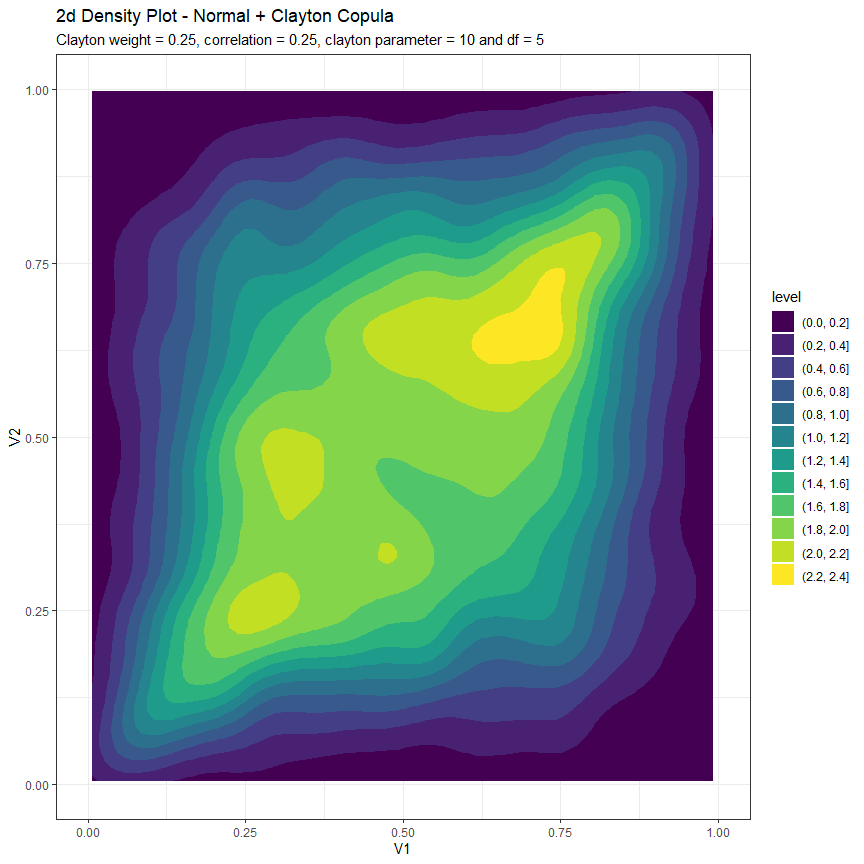 2d Density Plot - Normal + Clayton Copula
Clayton weight = 0.25, correlation = 0.25, clayton parameter = 10 and df = 5
1.00
0.75
0.50
0.25
0.00
V2
0.00 0.25 0.50 0.75 1.00
V1
level
(0.0, 0.2]
(0.2, 0.4]
(0.4, 0.6]
(0.6, 0.8]
(0.8, 1.0]
(1.0, 1.2]
(1.2, 1.4]
(1.4, 1.6]
(1.6, 1.8]
(1.8, 2.0]
(2.0, 2.2]
(2.2, 2.4]